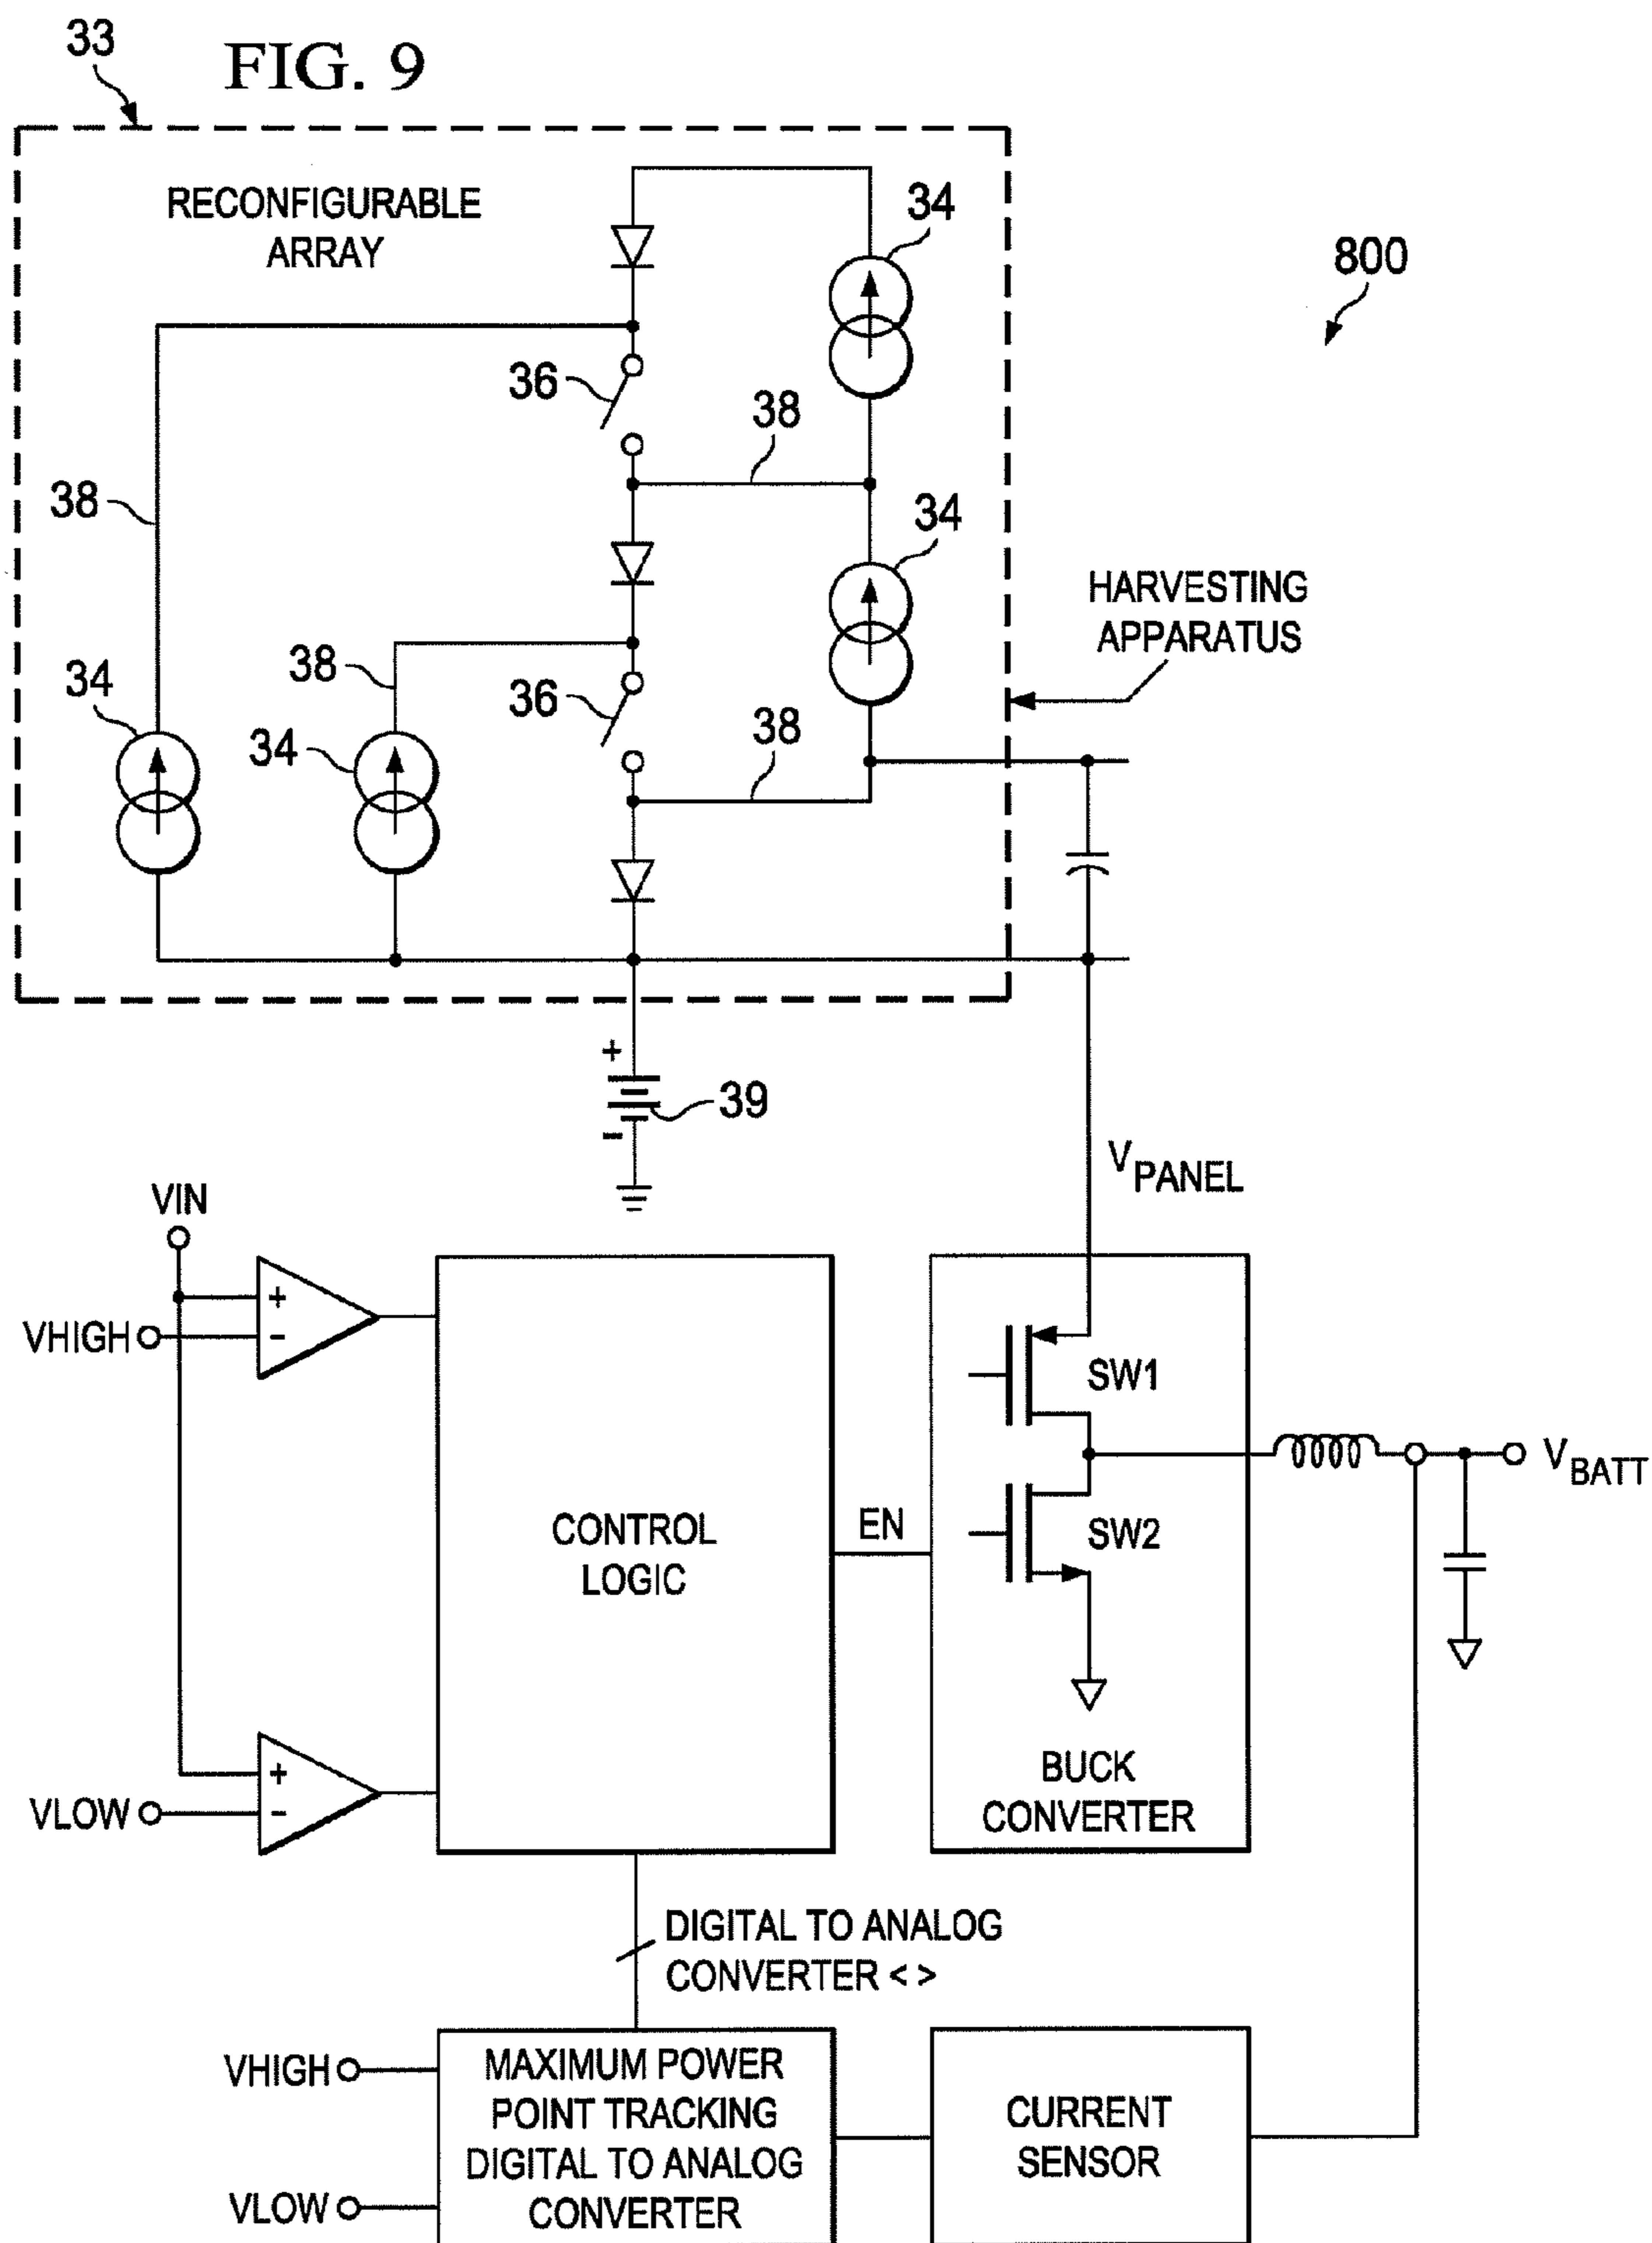 33
FIG. 9
RECONFIGURABLE
ARRAY
34
800
36
38
38
34
HARVESTING
APPARATUS
34
38
34
36
38
+
39
-
VPANEL
VIN
VHIGH
+
-
SW1
VBATT
CONTROL
LOGIC
EN
SW2
BUCK
CONVERTER
VLOW
+
-
DIGITAL TO ANALOG
CONVERTER < >
VHIGH
MAXIMUM POWER
POINT TRACKING
DIGITAL TO ANALOG
CONVERTER
CURRENT
SENSOR
VLOW